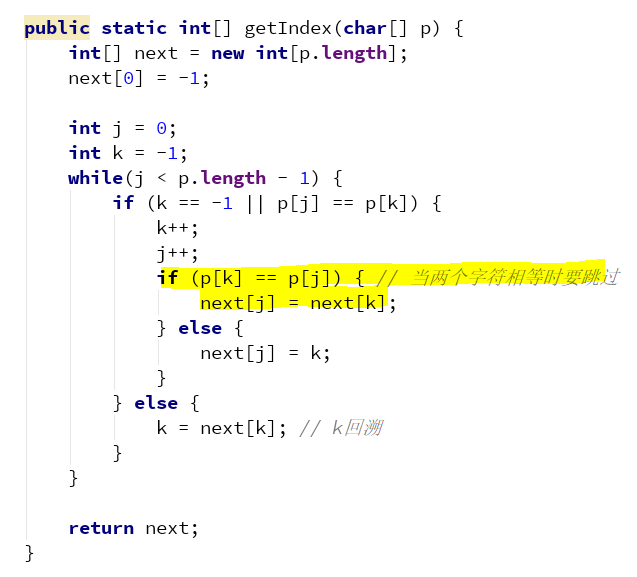 public static int[] getIndex(char[] p) {
    int[] next = new int[p.length];
    next[0] = -1;

    int j = 0;
    int k = -1;
    while(j < p.length - 1) {
        if (k == -1 || p[j] == p[k]) {
            k++;
            j++;
            if (p[k] == p[j]) { // 当两个字符相等时要跳过
                next[j] = next[k];
            } else {
                next[j] = k;
            }
        } else {
            k = next[k]; // k回溯
        }
    }

    return next;
}